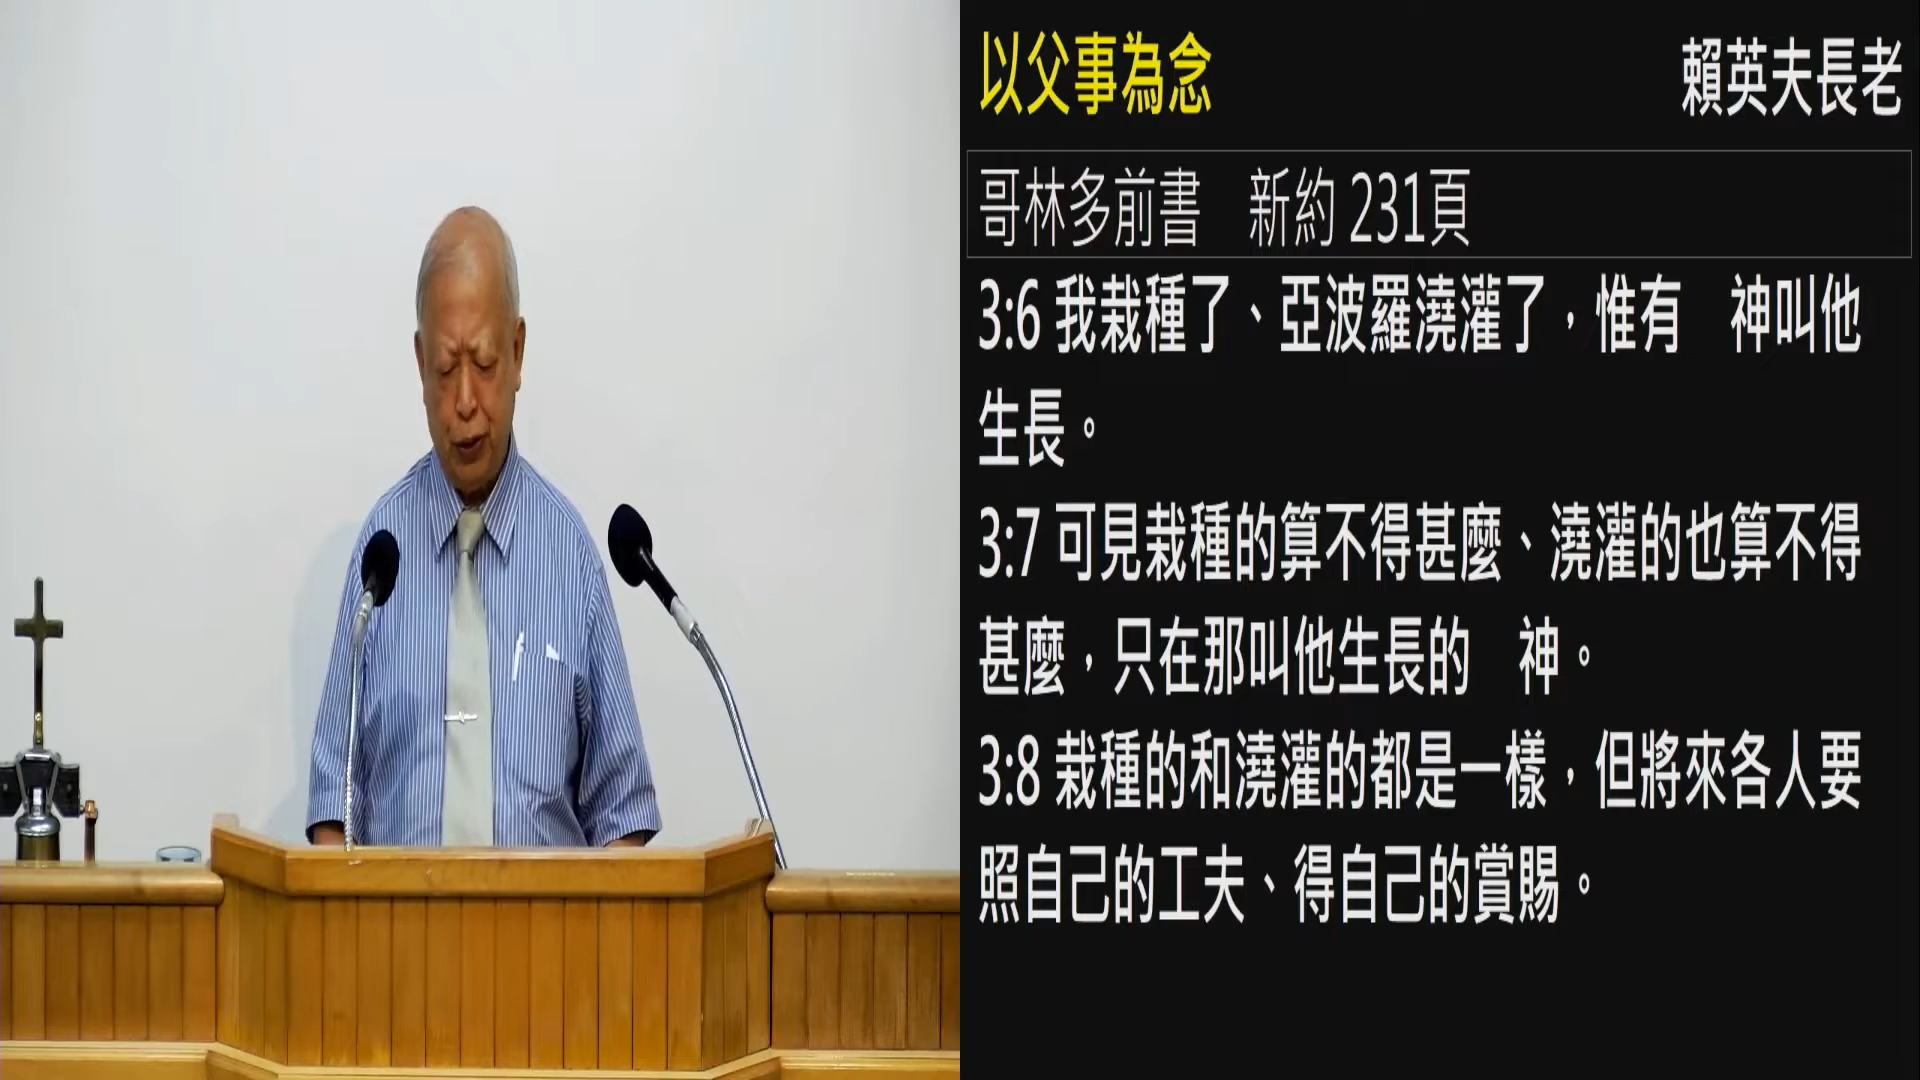 以父事為念
賴英夫長老
哥林多前書　新約 231頁
3:6 我栽種了、亞波羅澆灌了，惟有　神叫他
生長。
3:7 可見栽種的算不得甚麼、澆灌的也算不得
甚麼，只在那叫他生長的　神。
3:8 栽種的和澆灌的都是一樣，但將來各人要
照自己的工夫、得自己的賞賜。